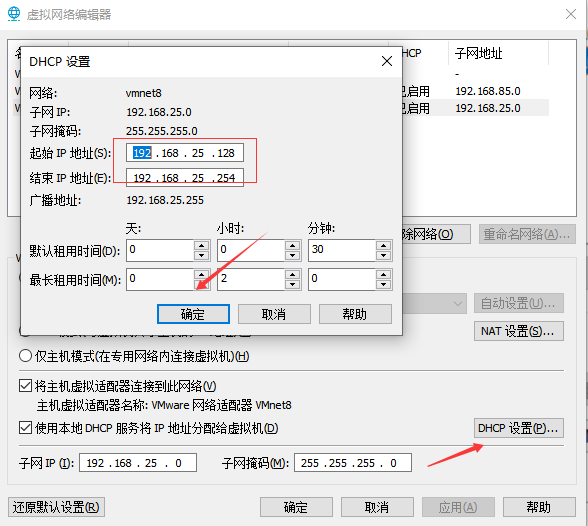 虚拟网络编辑器
HCP 子网地址
-
已启用 192.168.85.0
已启用 192.168.25.0
DHCP 设置
网络: vmnet8
子网 IP: 192.168.25.0
子网掩码: 255.255.255.0
起始 IP 地址(S): 192 .168 . 25 .128
结束 IP 地址(E): 192 .168 . 25 .254
广播地址: 192.168.25.255
天: 小时: 分钟:
默认租用时间(D): 0 0 30
最长租用时间(M): 0 2 0
确定 取消 帮助
除网络(O) 重命名网络(A)...
自动设置(U)...
NAT 设置(S)...
仅主机模式(在专用网络内连接虚拟机)(H)
将主机虚拟适配器连接到此网络(V)
主机虚拟适配器名称: VMware 网络适配器 VMnet8
使用本地 DHCP 服务将 IP 地址分配给虚拟机(D) DHCP 设置(P)...
子网 IP (I): 192 .168 . 25 . 0 子网掩码(M): 255 .255 .255 . 0
还原默认设置(R) 确定 取消 应用(A) 帮助